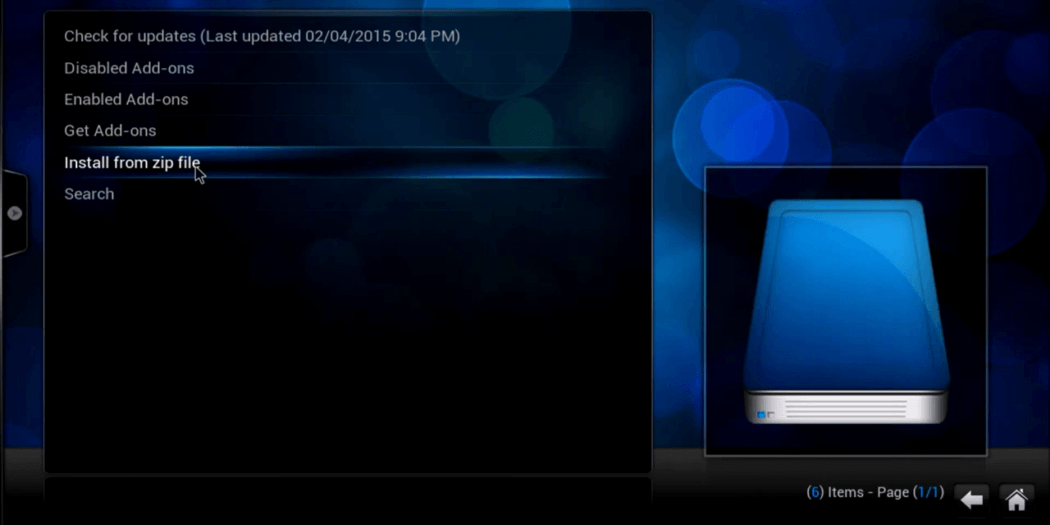 Check for updates (Last updated 02/04/2015 9:04 PM)
Disabled Add-ons
Enabled Add-ons
Get Add-ons
Install from zip file
Search
(6) Items - Page (1/1)